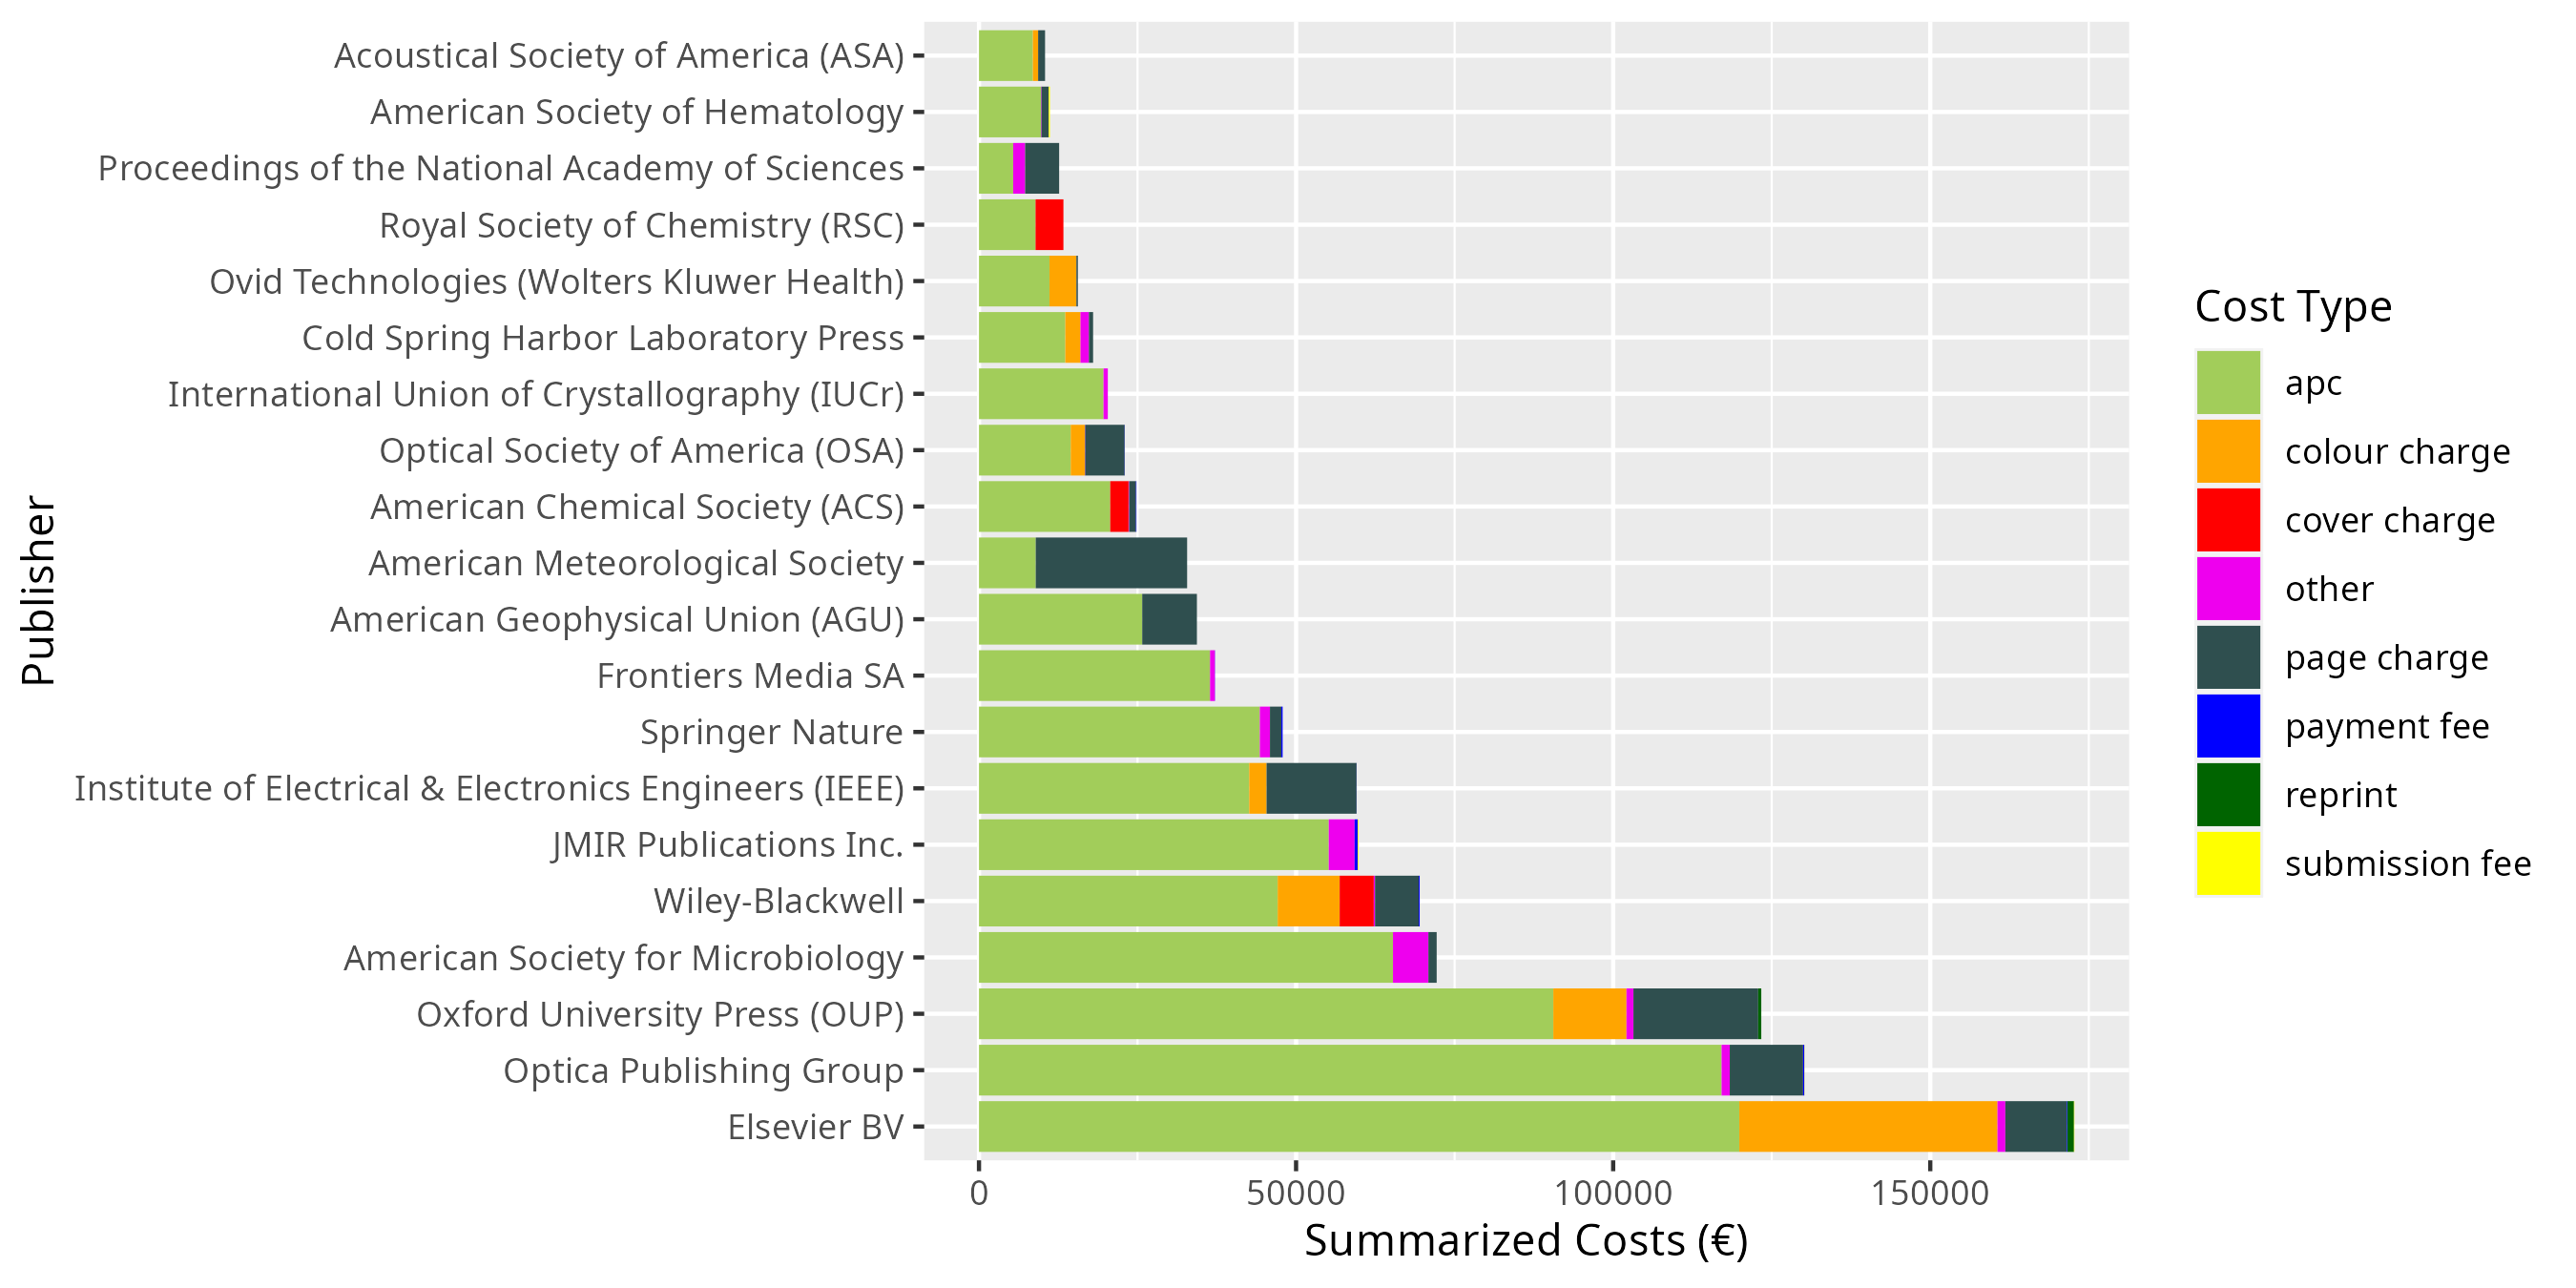 Publisher
Acoustical Society of America (ASA)
American Society of Hematology
Proceedings of the National Academy of Sciences
Royal Society of Chemistry (RSC)
Ovid Technologies (Wolters Kluwer Health)
Cold Spring Harbor Laboratory Press
International Union of Crystallography (IUCr)
Optical Society of America (OSA)
American Chemical Society (ACS)
American Meteorological Society
American Geophysical Union (AGU)
Frontiers Media SA
Springer Nature
Institute of Electrical & Electronics Engineers (IEEE)
JMIR Publications Inc.
Wiley-Blackwell
American Society for Microbiology
Oxford University Press (OUP)
Optica Publishing Group
Elsevier BV
0 50000 100000 150000
Summarized Costs (€)
Cost Type
apc
colour charge
cover charge
other
page charge
payment fee
reprint
submission fee